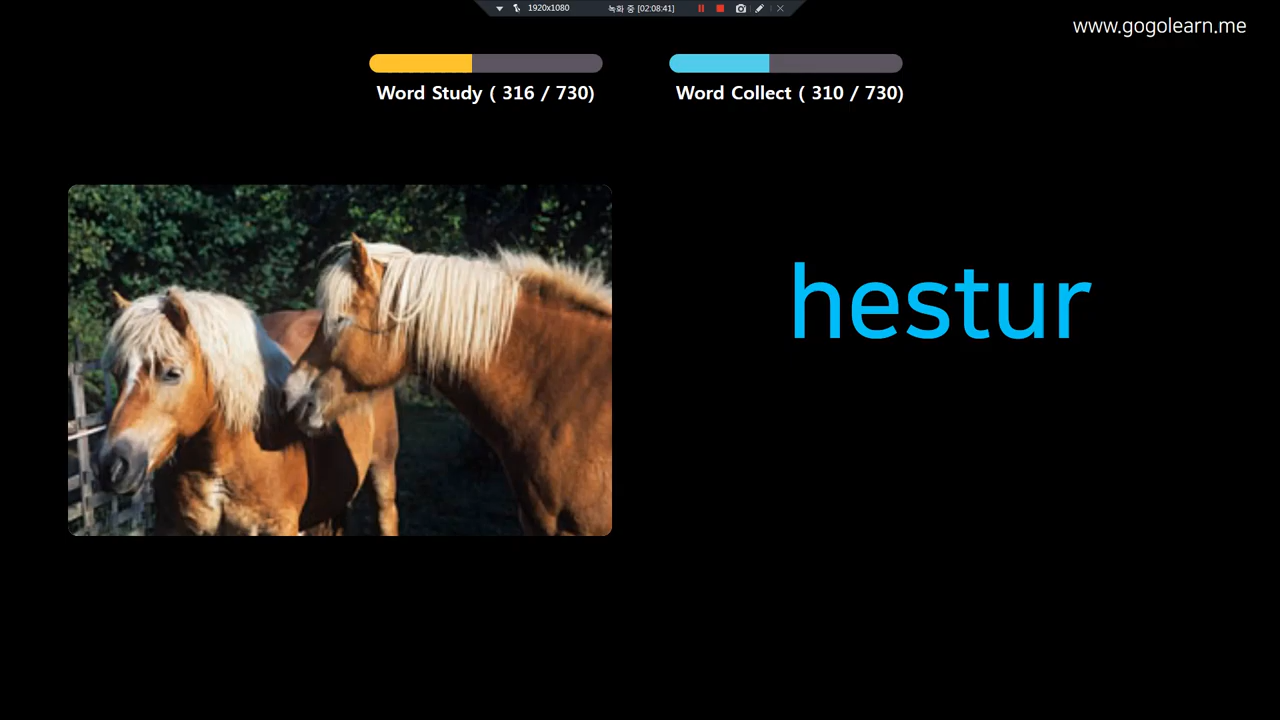 1920x1080 녹화 중 [02:08:41]
www.gogolearn.me
Word Study ( 316 / 730) Word Collect ( 310 / 730)
hestur